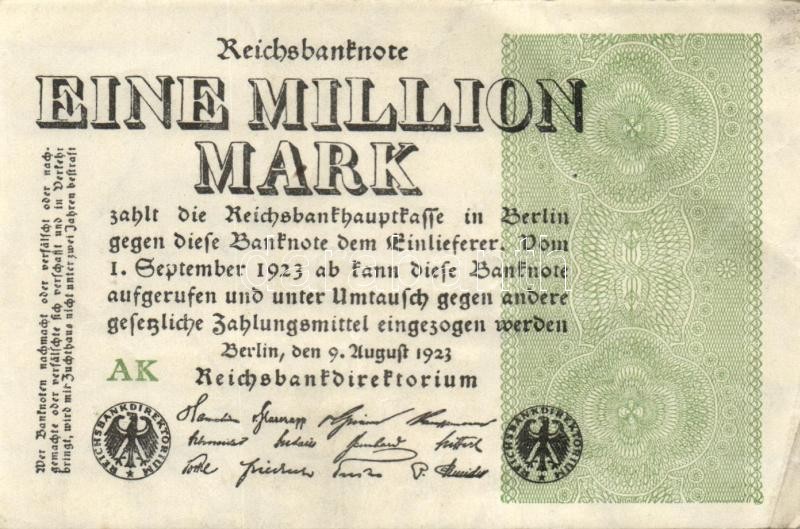 Reichsbanknote
EINE MILLION
MARK
zahlt die Reichsbankhauptkasse in Berlin
gegen diese Banknote dem Einlieferer. Vom
1. September 1923 ab kann diese Banknote
aufgerufen und unter Umtausch gegen andere
gesetzliche Zahlungsmittel eingezogen werden
Berlin, den 9. August 1923
AK
Reichsbankdirektorium
REICHSBANKDIREKTORIUM
REICHSBANKDIREKTORIUM
Wer Banknoten nachmacht oder verfälscht oder nach-
gemachte oder verfälschte sich verschafft und in Verkehr
bringt, wird mit Zuchthaus nicht unter zwei Jahren bestraft